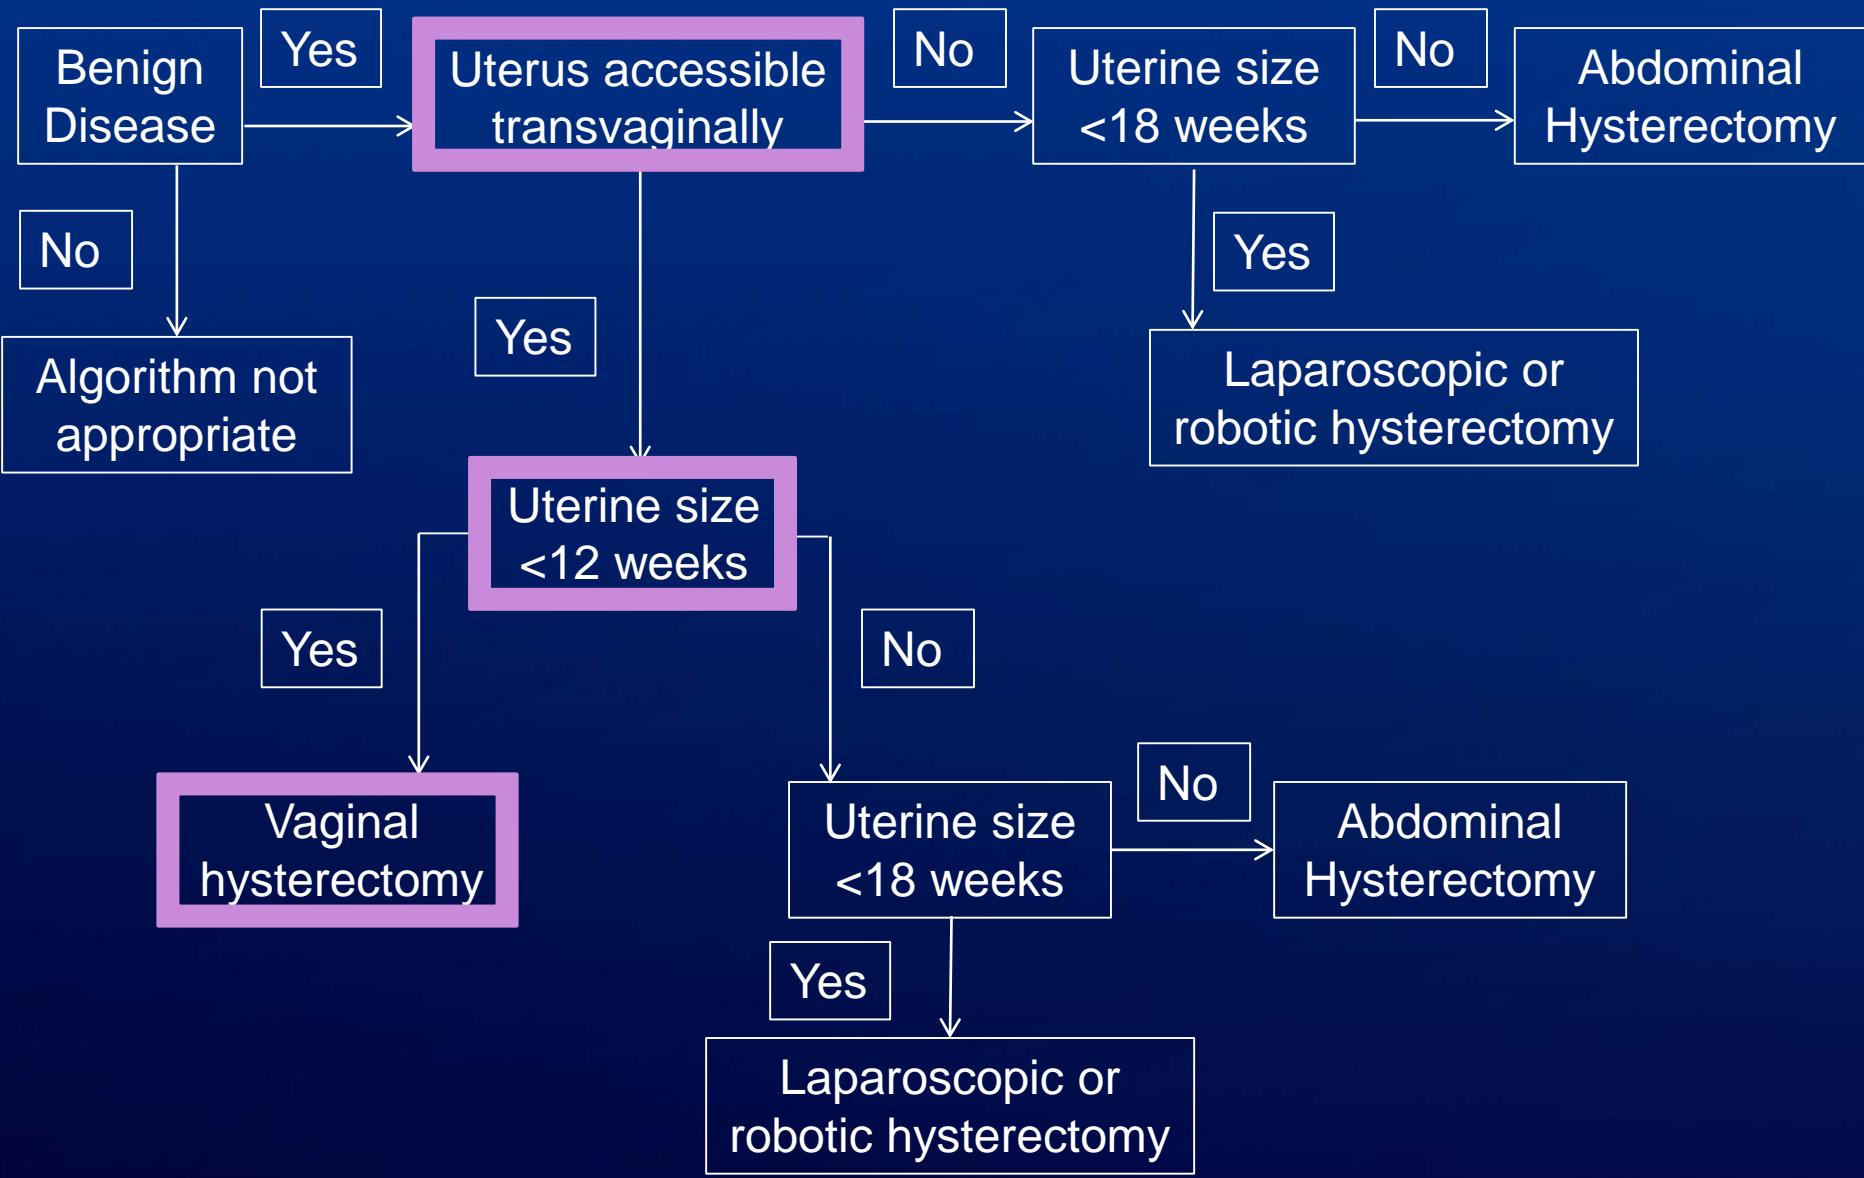 Benign
Disease
Yes
Uterus accessible
transvaginally
No
Uterine size
<18 weeks
No
Abdominal
Hysterectomy
No
Yes
Algorithm not
appropriate
Yes
Laparoscopic or
robotic hysterectomy
Uterine size
<12 weeks
Yes
No
Vaginal
hysterectomy
Uterine size
<18 weeks
No
Abdominal
Hysterectomy
Yes
Laparoscopic or
robotic hysterectomy